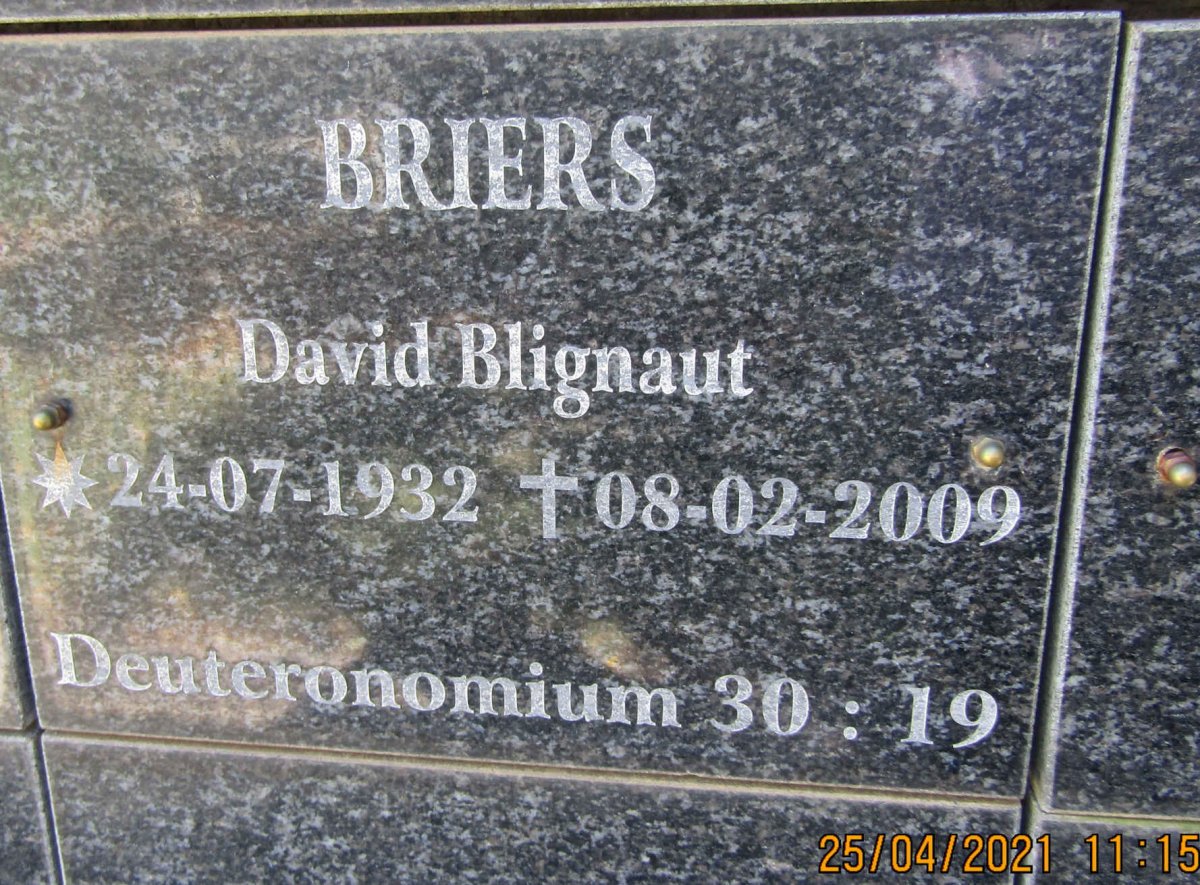 BRIERS
David Blignaut
24-07-1932 08-02-2009
Deuteronomium 30 : 19
25/04/2021 11:15